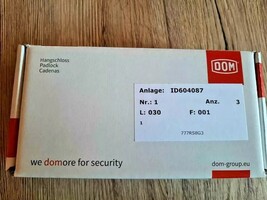 Hangschloss
Padlock
Cadenas
DOM
Anlage: ID604087
Nr.: 1 Anz. 3
L: 030 F: 001
1
we domore for security
dom-group.eu